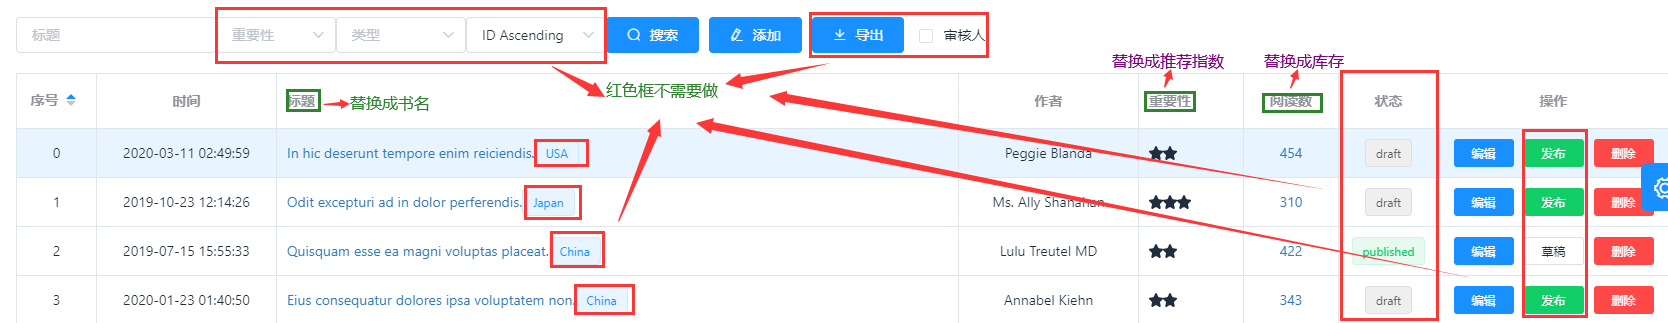 标题 重要性 类型 ID Ascending 搜索 添加 导出 审核人
替换成推荐指数 替换成库存
红色框不需要做
序号 时间 标题 替换成书名 作者 重要性 阅读数 状态 操作
0 2020-03-11 02:49:59 In hic deserunt tempore enim reiciendis. USA Peggie Blanda 454 draft 编辑 发布 删除
1 2019-10-23 12:14:26 Odit excepturi ad in dolor perferendis. Japan Ms. Ally Shanahan 310 draft 编辑 发布 删除
2 2019-07-15 15:55:33 Quisquam esse ea magni voluptas placeat. China Lulu Treutel MD 422 published 编辑 草稿 删除
3 2020-01-23 01:40:50 Eius consequatur dolores ipsa voluptatem non. China Annabel Kiehn 343 draft 编辑 发布 删除